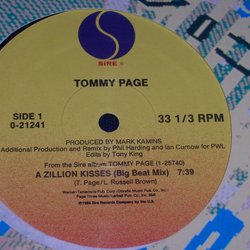 SIRE
TOMMY PAGE
SIDE 1
0-21241
33 1/3 RPM
PRODUCED BY MARK KAMINS
Additional Production and Remix by Phil Harding and Ian Curnow for PWL
Edits by Tony King
From the Sire album TOMMY PAGE (1-25740)
A ZILLION KISSES (Big Beat Mix) 7:39
(T. Page/L. Russell Brown)